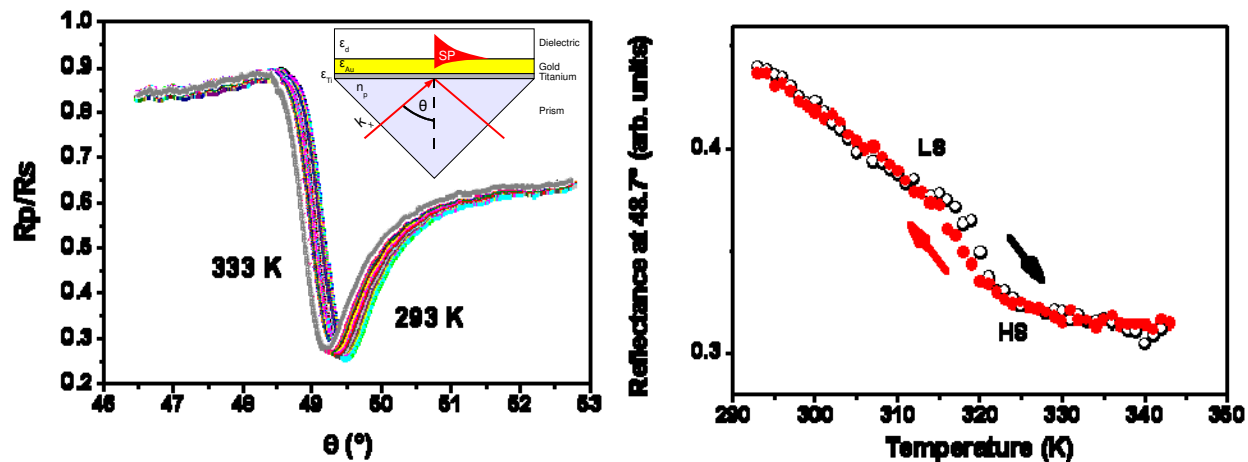 1.0
0.9
0.8
0.7
0.6
0.5
0.4
0.3
0.2
Rp/Rs
46
47
48
49
50
51
52
53
θ (°)
333 K
293 K
ε_d
Dielectric
SP
ε_Au
Gold
ε_Ti
Titanium
n_p
Prism
θ
k_x
Reflectance at 48.7° (arb. units)
0.4
0.3
LS
HS
290
300
310
320
330
340
350
Temperature (K)